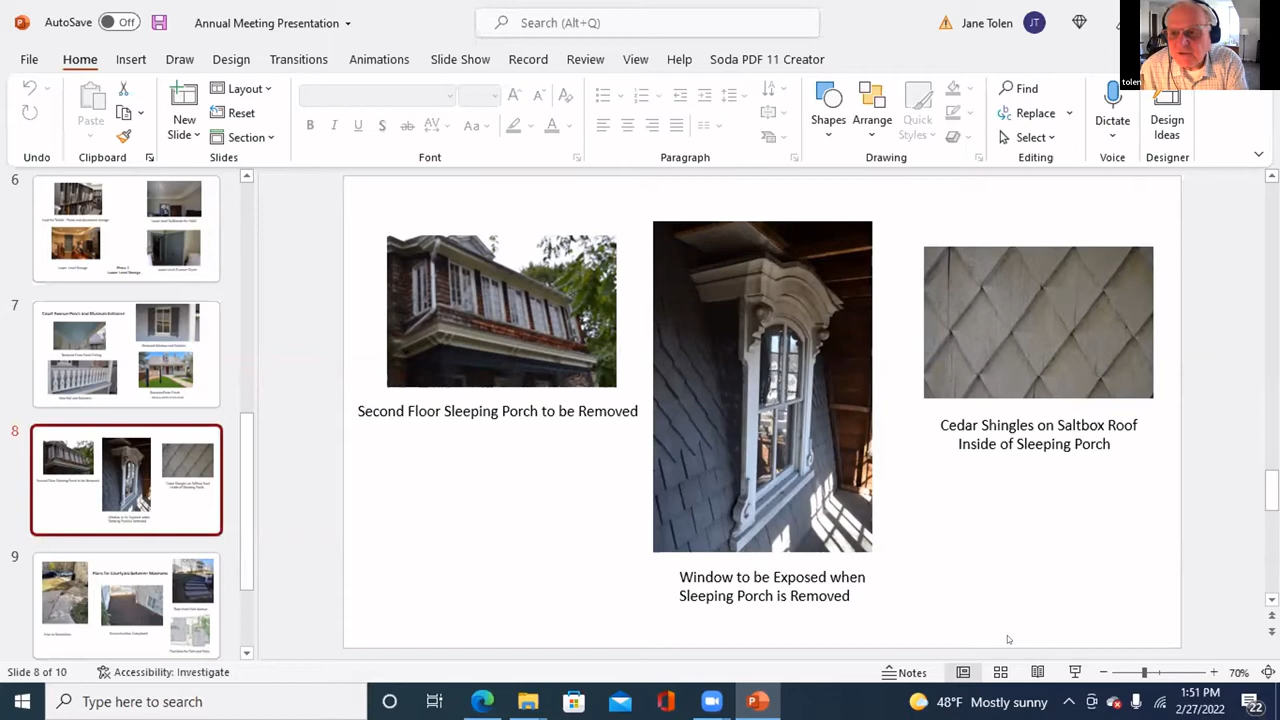 AutoSave Off Annual Meeting Presentation Search (Alt+Q) Jane Tolen JT
File Home Insert Draw Design Transitions Animations Slide Show Record Review View Help Soda PDF 11 Creator
tolen
Paste New Slide Layout Reset Section
B I U S ab AV Aa A
Shapes Arrange Quick Styles
Find Replace Select
Dictate Design Ideas
Undo Clipboard Slides Font Paragraph Drawing Editing Voice Designer
6
7
8
9
Second Floor Sleeping Porch to be Removed
Cedar Shingles on Saltbox Roof
Inside of Sleeping Porch
Window to be Exposed when
Sleeping Porch is Removed
Slide 8 of 10 Accessibility: Investigate Notes 70%
Type here to search 48°F Mostly sunny 1:51 PM
2/27/2022 22